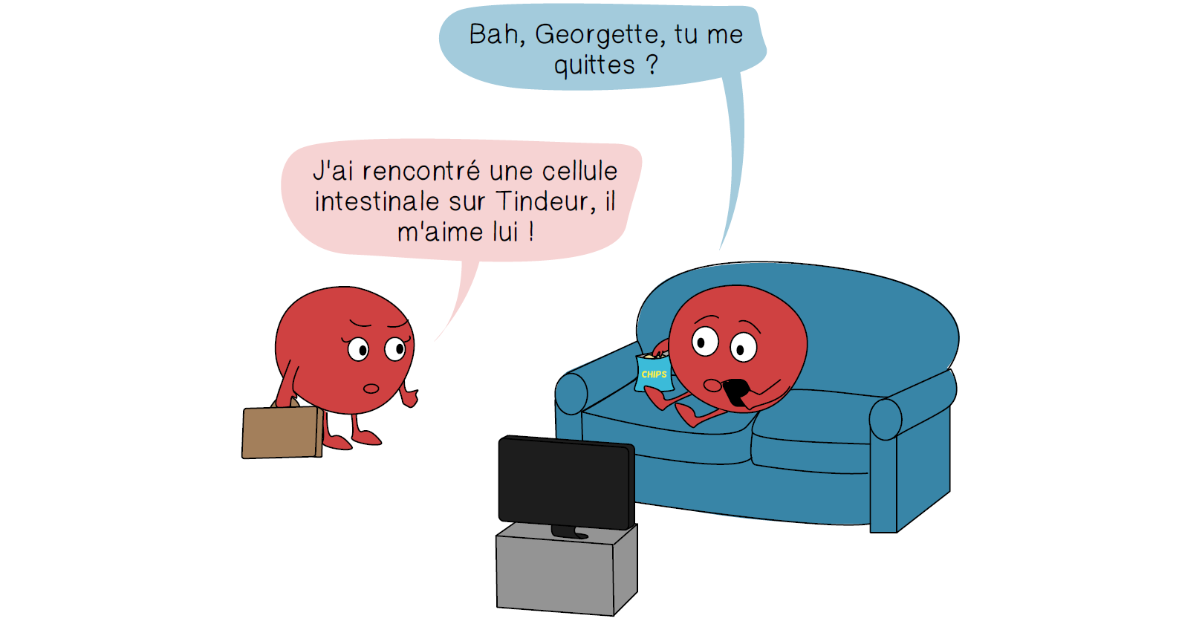 Bah, Georgette, tu me
quittes ?
J'ai rencontré une cellule
intestinale sur Tindeur, il
m'aime lui !
CHIPS